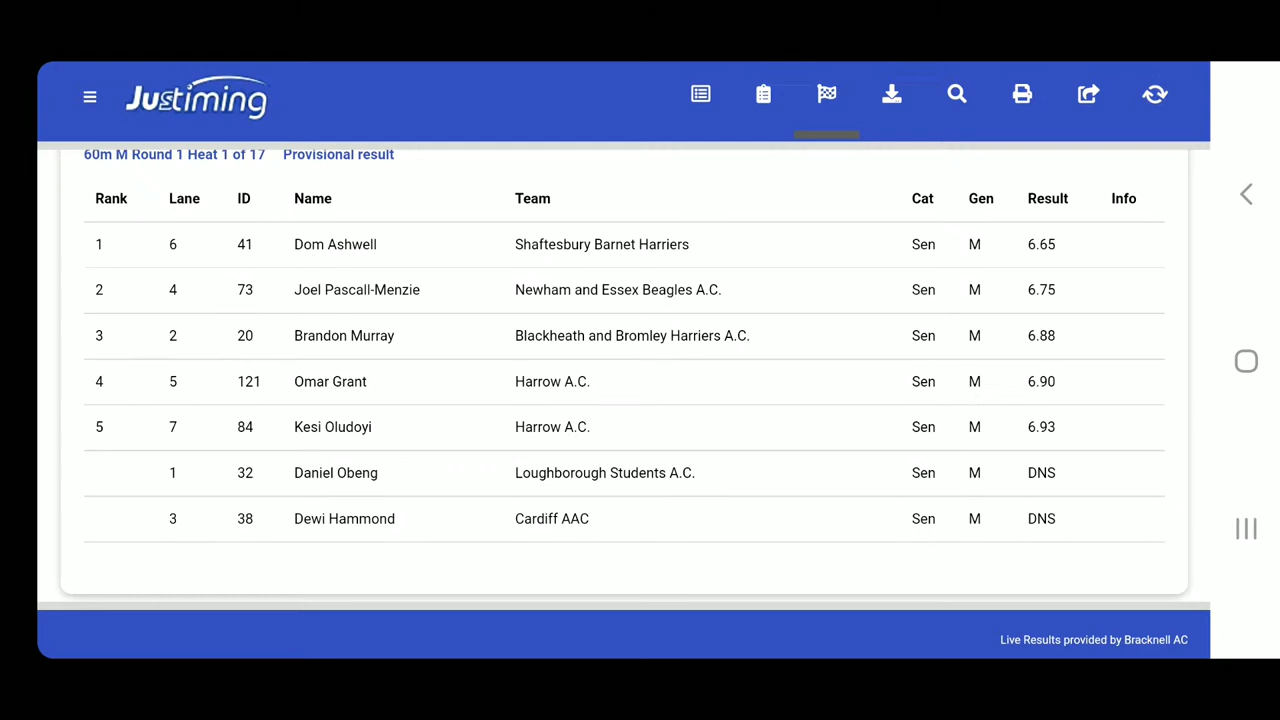 Justiming
60m M Round 1 Heat 1 of 17 Provisional result
Rank Lane ID Name Team Cat Gen Result Info
1 6 41 Dom Ashwell Shaftesbury Barnet Harriers Sen M 6.65
2 4 73 Joel Pascall-Menzie Newham and Essex Beagles A.C. Sen M 6.75
3 2 20 Brandon Murray Blackheath and Bromley Harriers A.C. Sen M 6.88
4 5 121 Omar Grant Harrow A.C. Sen M 6.90
5 7 84 Kesi Oludoyi Harrow A.C. Sen M 6.93
1 32 Daniel Obeng Loughborough Students A.C. Sen M DNS
3 38 Dewi Hammond Cardiff AAC Sen M DNS
Live Results provided by Bracknell AC